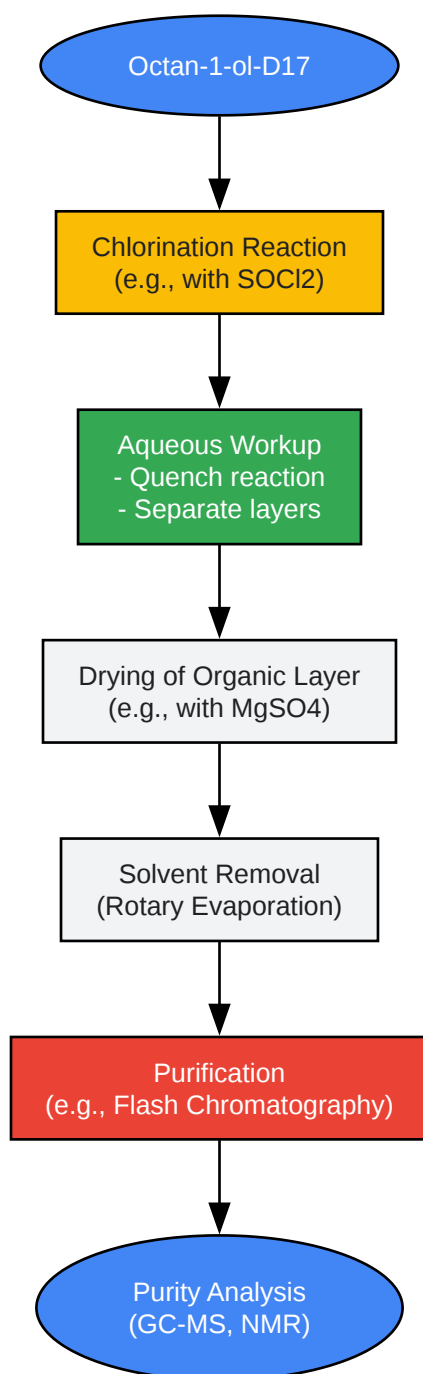 Octan-1-ol-D17
Chlorination Reaction
(e.g., with SOCl2)
Aqueous Workup
- Quench reaction
- Separate layers
Drying of Organic Layer
(e.g., with MgSO4)
Solvent Removal
(Rotary Evaporation)
Purification
(e.g., Flash Chromatography)
Purity Analysis
(GC-MS, NMR)